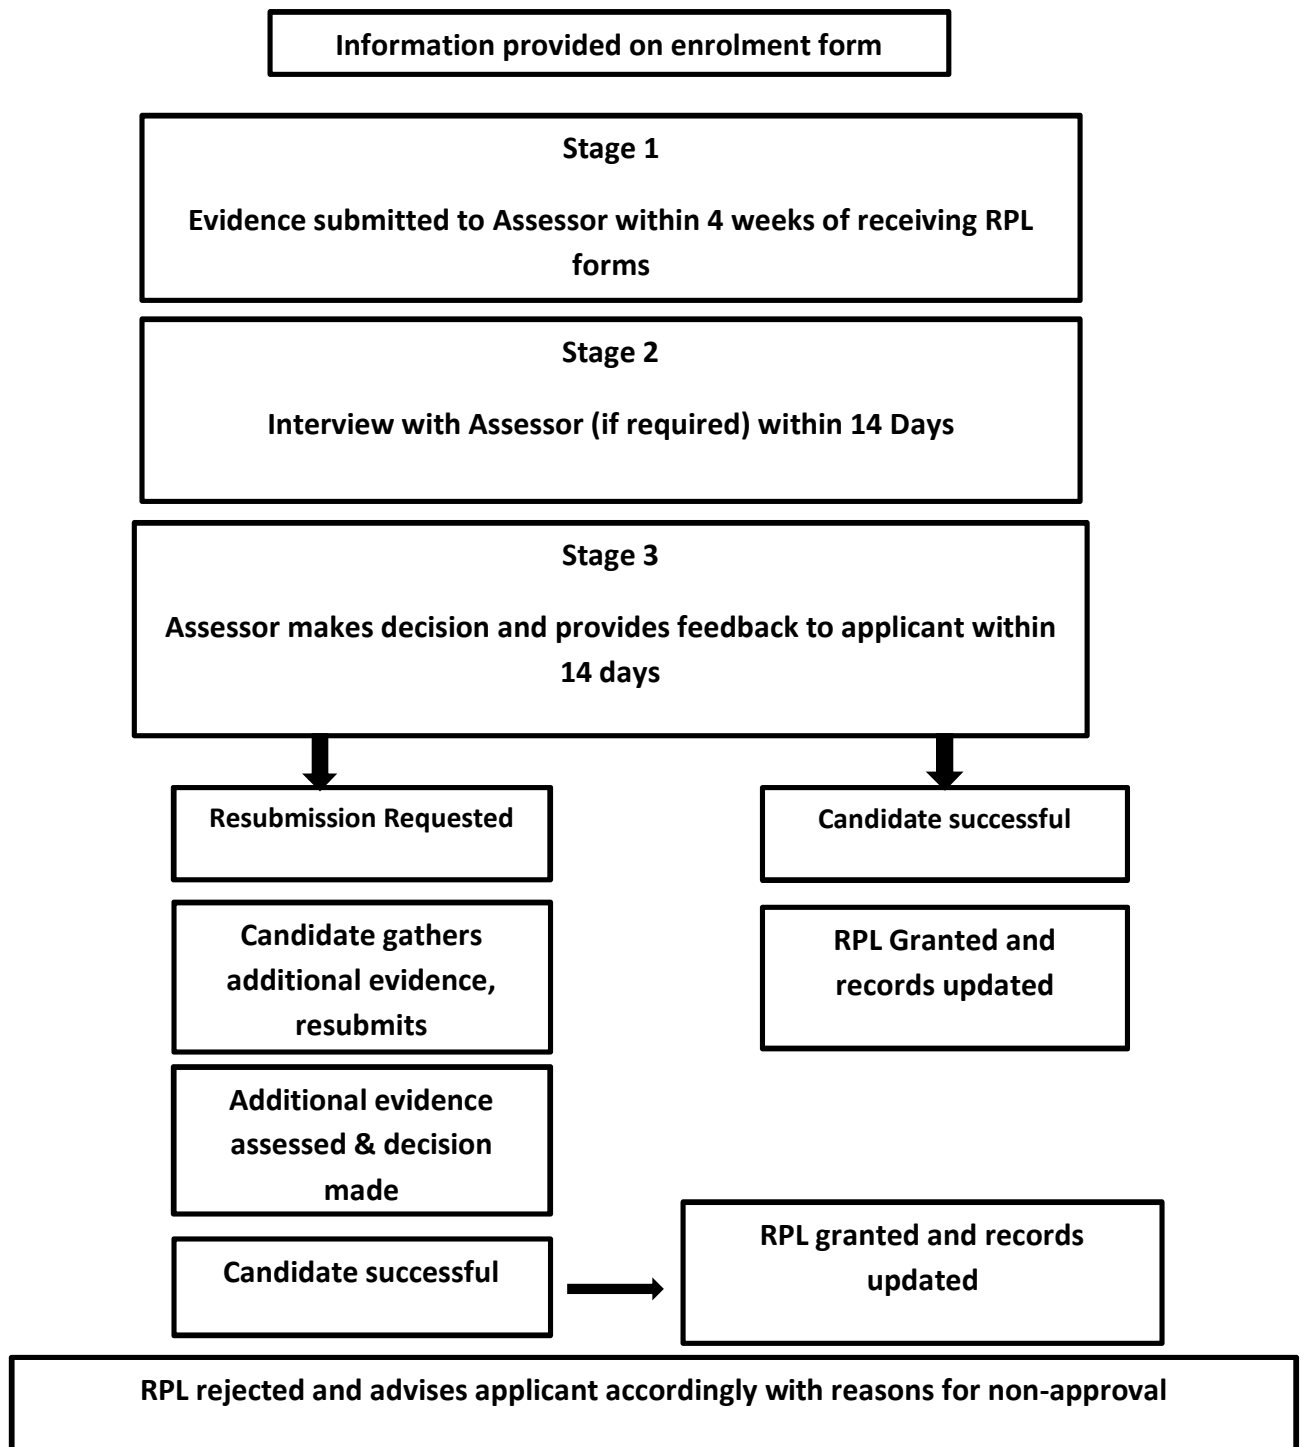 Information provided on enrolment form
Stage 1
Evidence submitted to Assessor within 4 weeks of receiving RPL
forms
Stage 2
Interview with Assessor (if required) within 14 Days
Stage 3
Assessor makes decision and provides feedback to applicant within
14 days
Resubmission Requested
Candidate successful
Candidate gathers
additional evidence,
resubmits
RPL Granted and
records updated
Additional evidence
assessed & decision
made
Candidate successful
RPL granted and records
updated
RPL rejected and advises applicant accordingly with reasons for non-approval